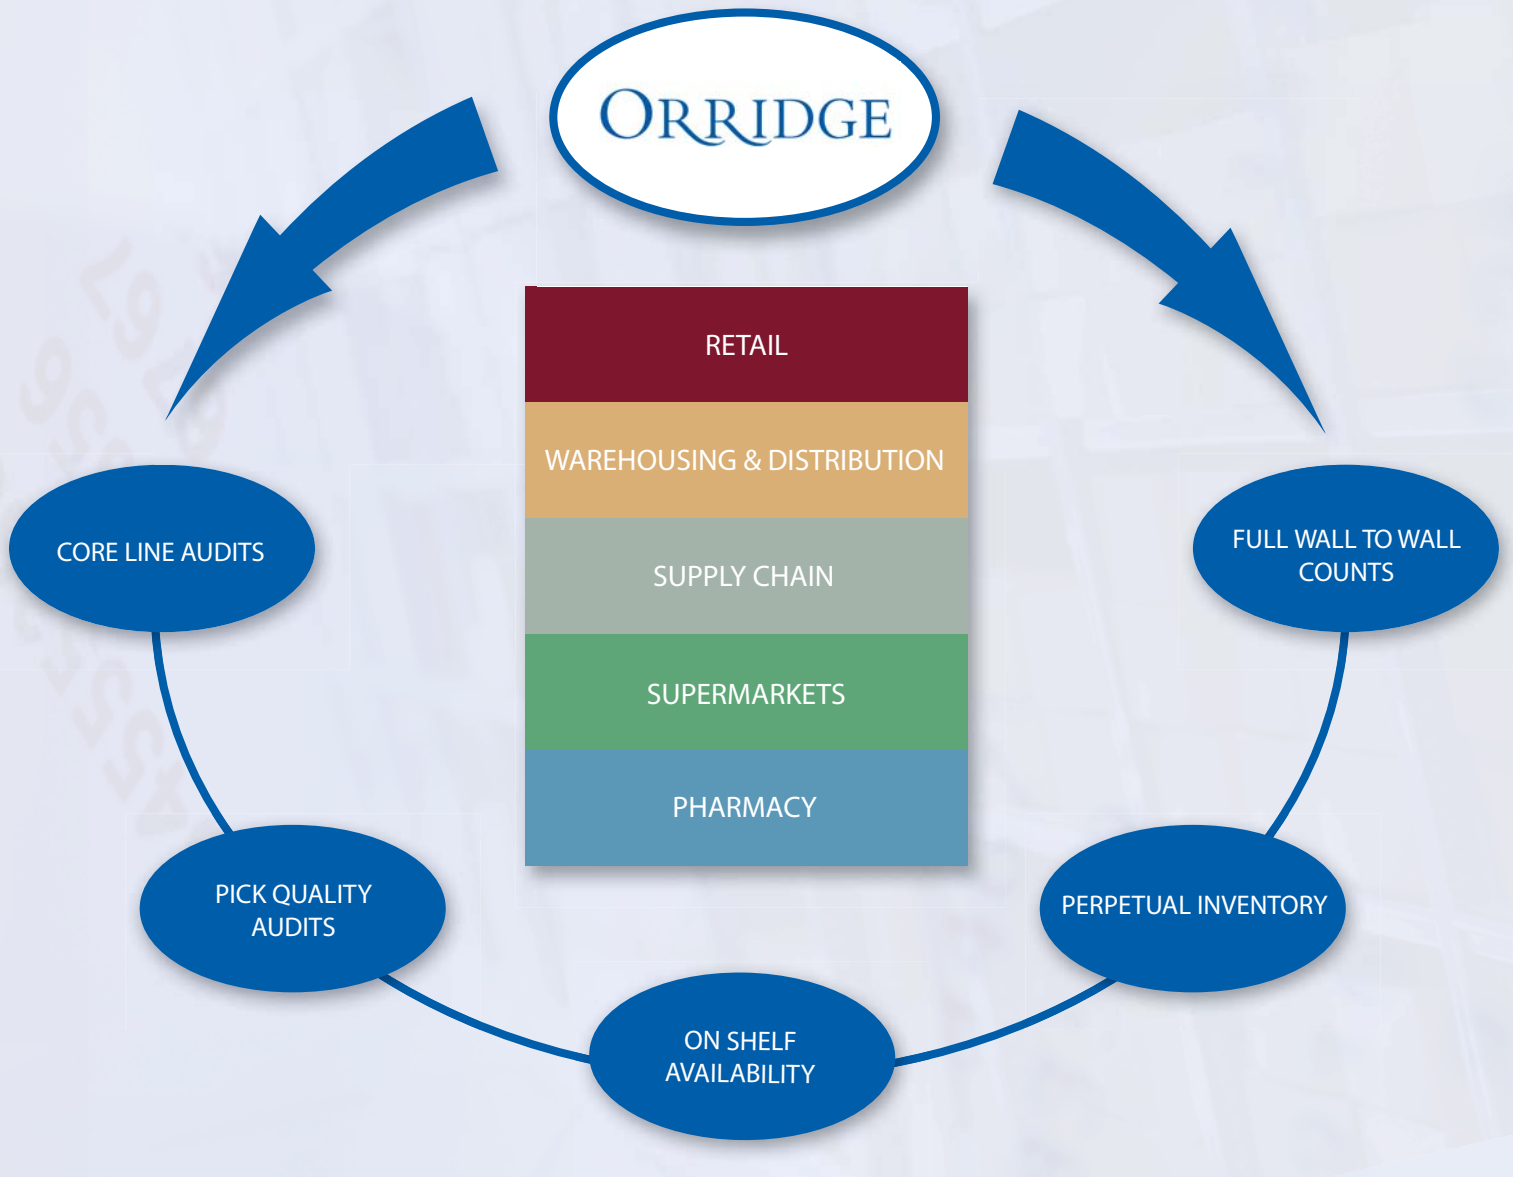 ORRIDGE
RETAIL
WAREHOUSING & DISTRIBUTION
SUPPLY CHAIN
SUPERMARKETS
PHARMACY
CORE LINE AUDITS
FULL WALL TO WALL
COUNTS
PICK QUALITY
AUDITS
PERPETUAL INVENTORY
ON SHELF
AVAILABILITY